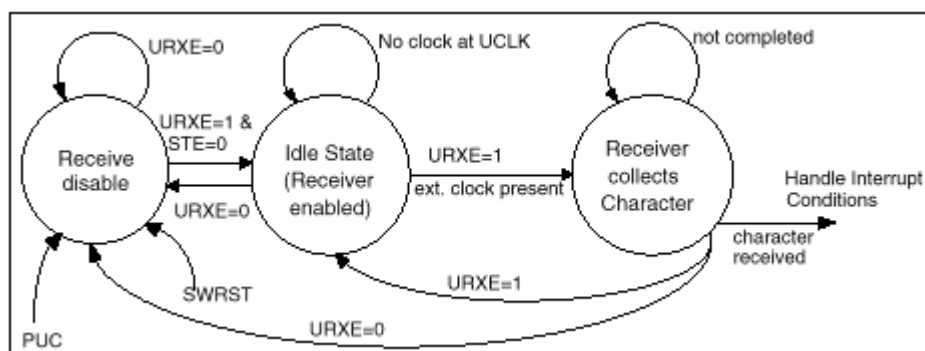 URXE=0
No clock at UCLK
not completed
URXE=1 &
STE=0
Receive
disable
URXE=0
Idle State
(Receiver
enabled)
URXE=1
ext. clock present
Receiver
collects
Character
Handle Interrupt
Conditions
character
received
URXE=1
SWRST
URXE=0
PUC